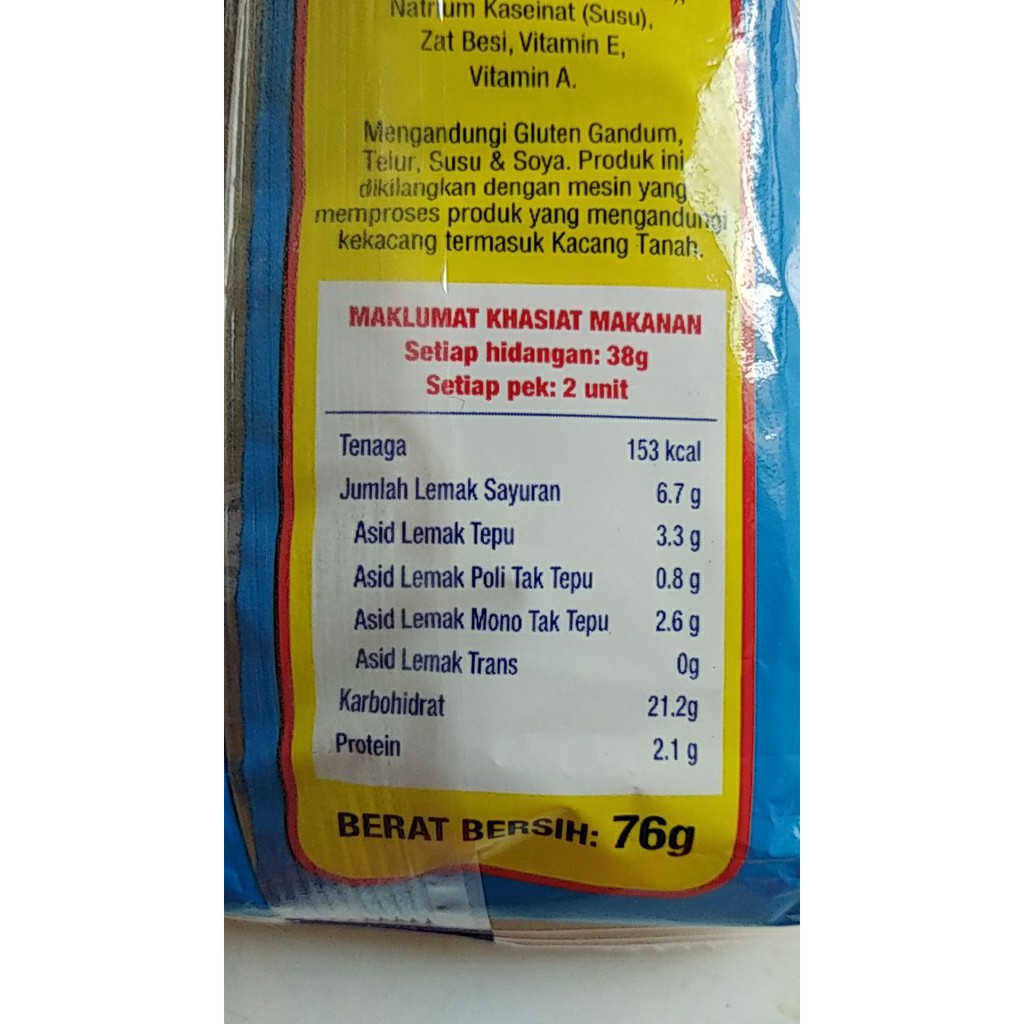 Natrium Kaseinat (Susu),
Zat Besi, Vitamin E,
Vitamin A.
Mengandungi Gluten Gandum,
Telur, Susu & Soya. Produk ini
dikilangkan dengan mesin yang
memproses produk yang mengandungi
kekacang termasuk Kacang Tanah.
MAKLUMAT KHASIAT MAKANAN
Setiap hidangan: 38g
Setiap pek: 2 unit
Tenaga 153 kcal
Jumlah Lemak Sayuran 6.7 g
Asid Lemak Tepu 3.3 g
Asid Lemak Poli Tak Tepu 0.8 g
Asid Lemak Mono Tak Tepu 2.6 g
Asid Lemak Trans 0g
Karbohidrat 21.2g
Protein 2.1 g
BERAT BERSIH: 76g